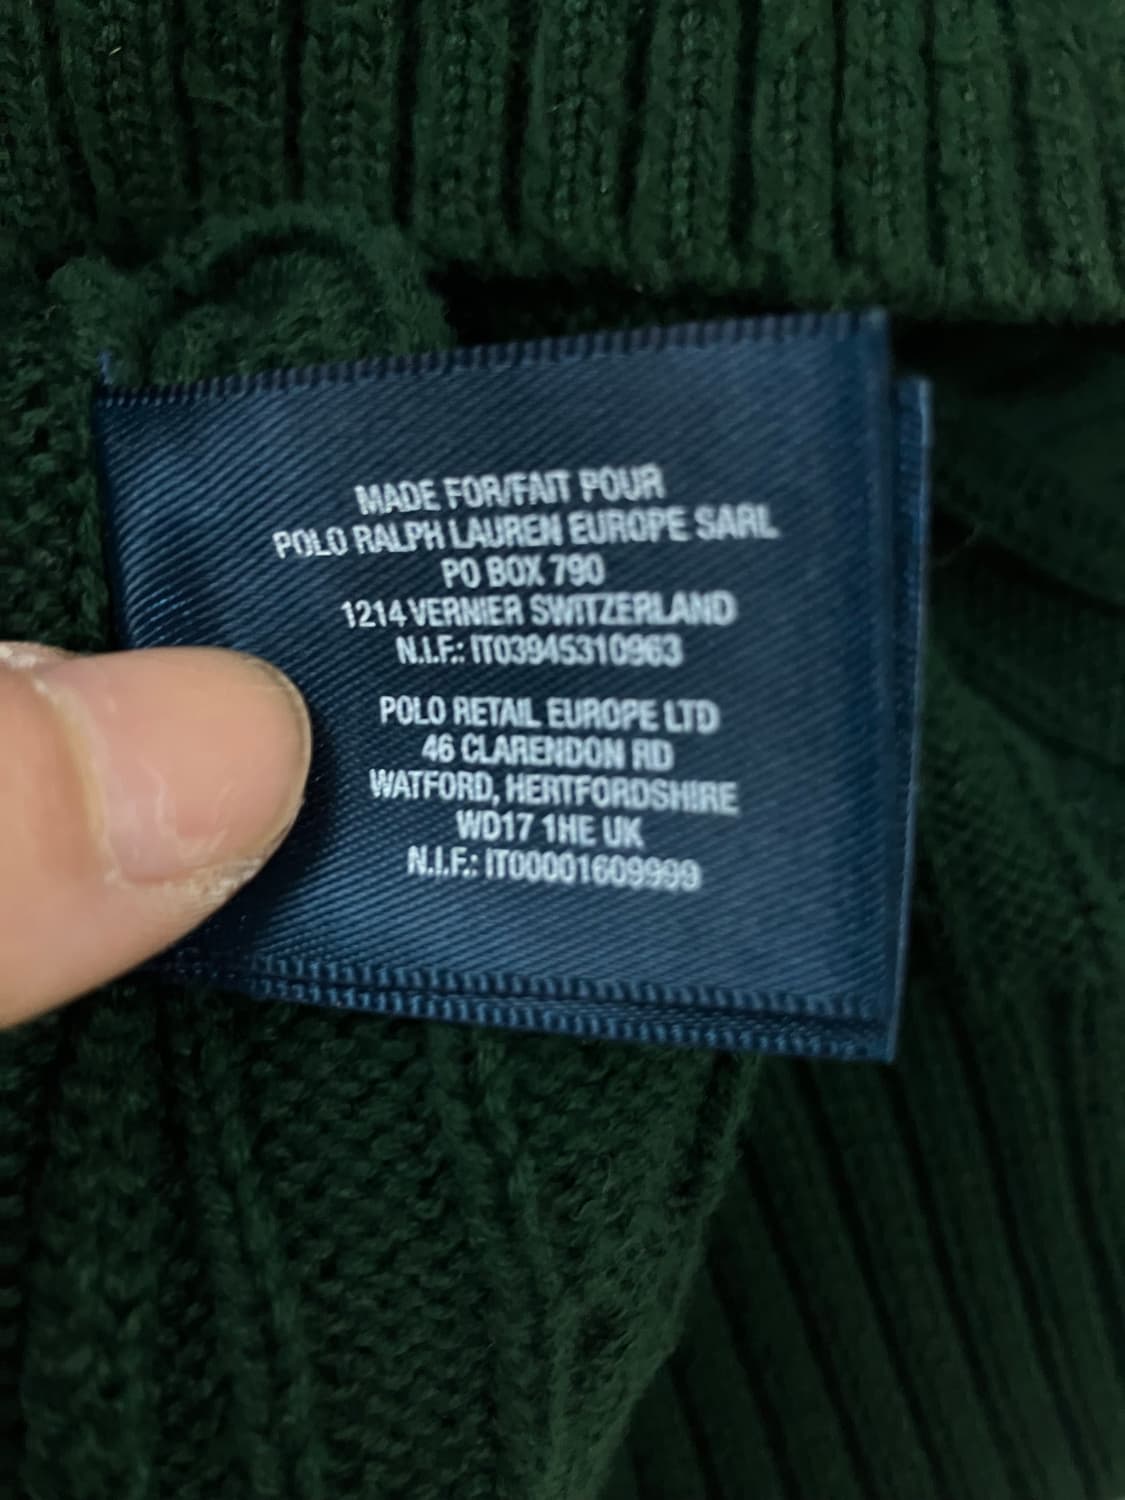 MADE FOR/FAIT POUR
POLO RALPH LAUREN EUROPE SARL
PO BOX 790
1214 VERNIER SWITZERLAND
N.I.F.: IT03945310963
POLO RETAIL EUROPE LTD
46 CLARENDON RD
WATFORD, HERTFORDSHIRE
WD17 1HE UK
N.I.F.: IT00001609999